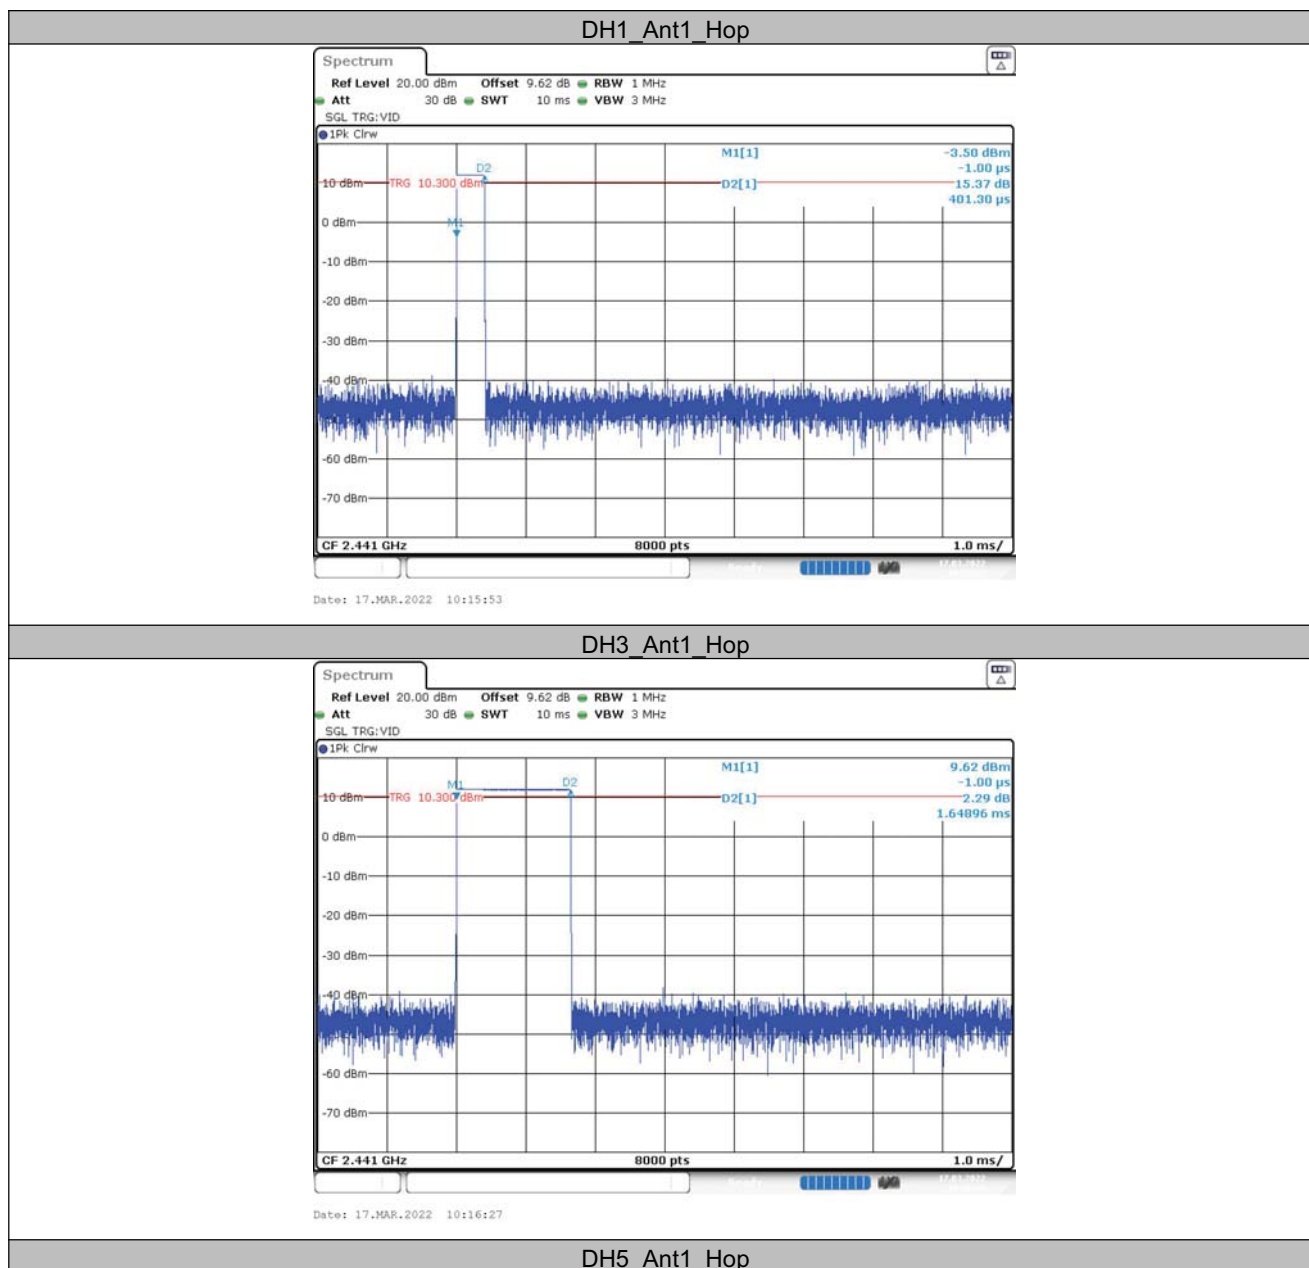 DH1_Ant1_Hop
Spectrum
Ref Level 20.00 dBm Offset 9.62 dB RBW 1 MHz
Att 30 dB SWT 10 ms VBW 3 MHz
SGL TRG:VID
1Pk Clrw
M1[1] -3.50 dBm
-1.00 µs
D2
10 dBm TRG 10.300 dBm D2[1] 15.37 dB
401.30 µs
0 dBm M1
-10 dBm
-20 dBm
-30 dBm
-40 dBm
-60 dBm
-70 dBm
CF 2.441 GHz 8000 pts 1.0 ms/
Date: 17.MAR.2022 10:15:53
DH3_Ant1_Hop
Spectrum
Ref Level 20.00 dBm Offset 9.62 dB RBW 1 MHz
Att 30 dB SWT 10 ms VBW 3 MHz
SGL TRG:VID
1Pk Clrw
M1[1] 9.62 dBm
-1.00 µs
M1 D2
10 dBm TRG 10.300 dBm D2[1] 2.29 dB
1.64896 ms
0 dBm
-10 dBm
-20 dBm
-30 dBm
-40 dBm
-60 dBm
-70 dBm
CF 2.441 GHz 8000 pts 1.0 ms/
Date: 17.MAR.2022 10:16:27
DH5_Ant1_Hop